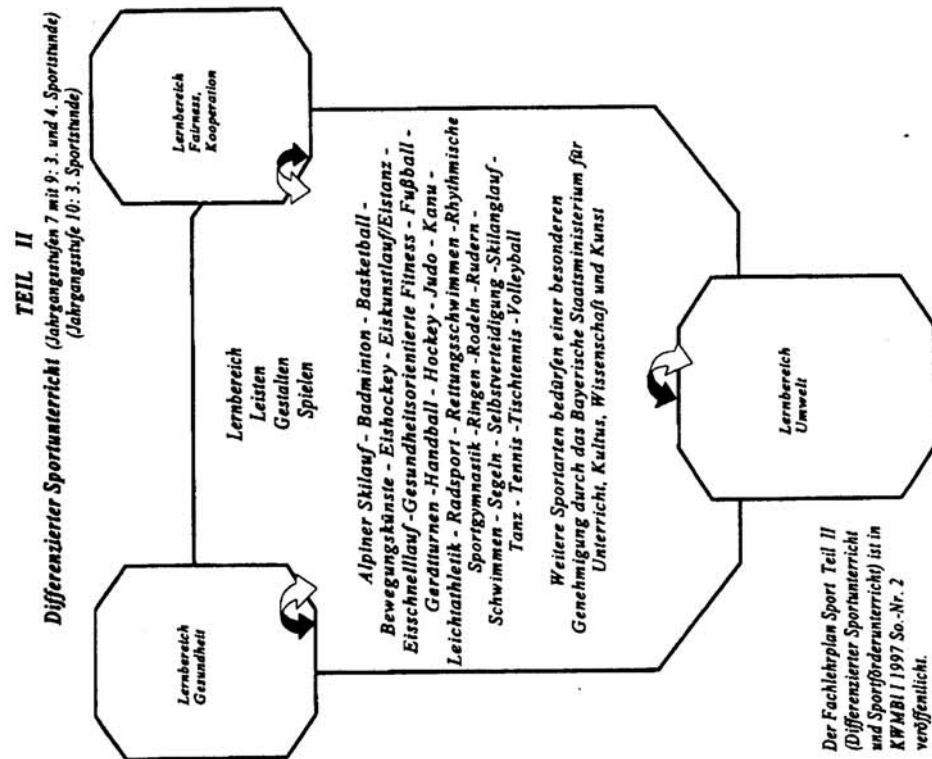 TEIL II
Differenzierter Sportunterricht (Jahrgangsstufen 7 mit 9: 3. und 4. Sportstunde)
(Jahrgangsstufe 10: 3. Sportstunde)
Lernbereich
Gesundheit
Lernbereich
Leisten
Gestalten
Spielen
Lernbereich
Fairness,
Kooperation
Alpiner Skilauf - Badminton - Basketball -
Bewegungskünste - Eishockey - Eiskunstlauf/Eistanz -
Eisschnelllauf -Gesundheitsorientierte Fitness - Fußball -
Gerätturnen -Handball - Hockey - Judo - Kanu -
Leichtathletik - Radsport - Rettungsschwimmen -Rhythmische
Sportgymnastik -Ringen -Rodeln -Rudern -
Schwimmen - Segeln - Selbstverteidigung -Skilanglauf -
Tanz - Tennis -Tischtennis -Volleyball
Weitere Sportarten bedürfen einer besonderen
Genehmigung durch das Bayerische Staatsministerium für
Unterricht, Kultus, Wissenschaft und Kunst
Lernbereich
Umwelt
Der Fachlehrplan Sport Teil II
(Differenzierter Sportunterricht
und Sportförderunterricht) ist in
KWMBl I 1997 So.-Nr. 2
veröffentlicht.